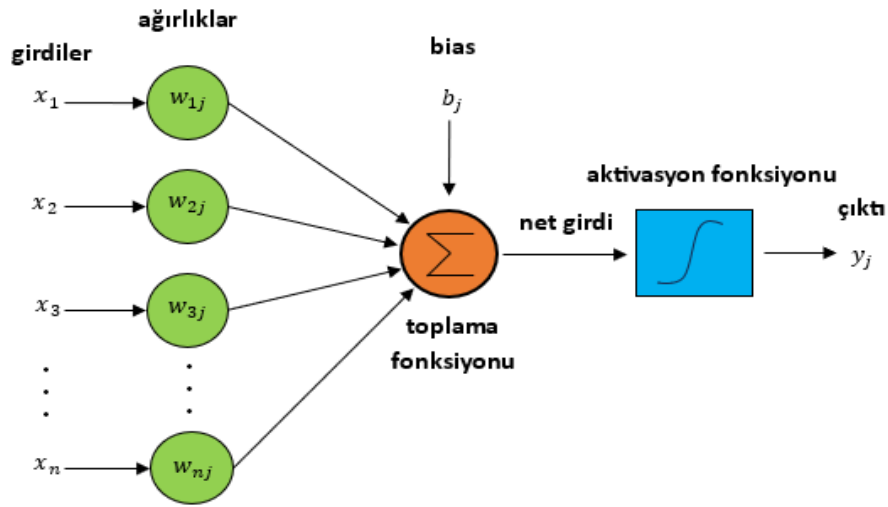 ağırlıklar
girdiler
bias
x₁
w₁ⱼ
bⱼ
x₂
w₂ⱼ
aktivasyon fonksiyonu
net girdi
çıktı
∑
yⱼ
x₃
w₃ⱼ
toplama
fonksiyonu
xₙ
wₙⱼ